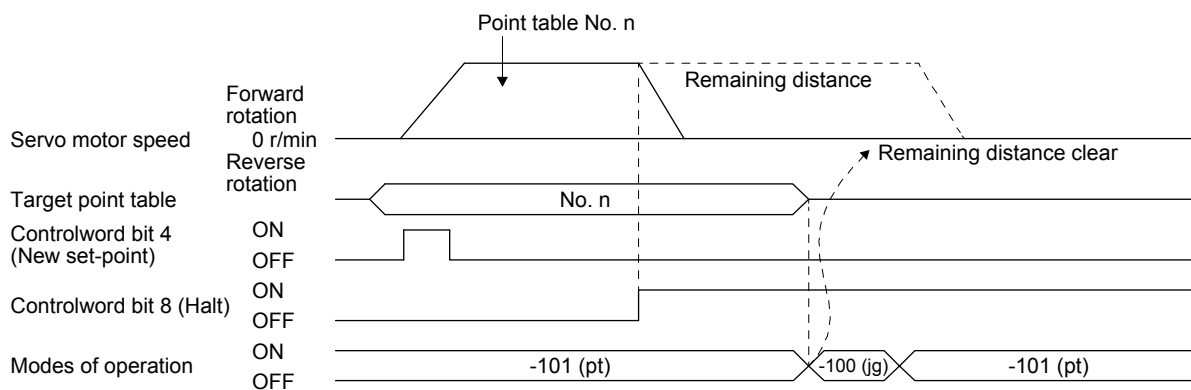 Point table No. n
Remaining distance
Forward
rotation
Servo motor speed 0 r/min
Reverse
rotation
Remaining distance clear
Target point table No. n
Controlword bit 4
(New set-point)
ON
OFF
Controlword bit 8 (Halt)
ON
OFF
Modes of operation
ON
OFF
-101 (pt) -100 (jg) -101 (pt)